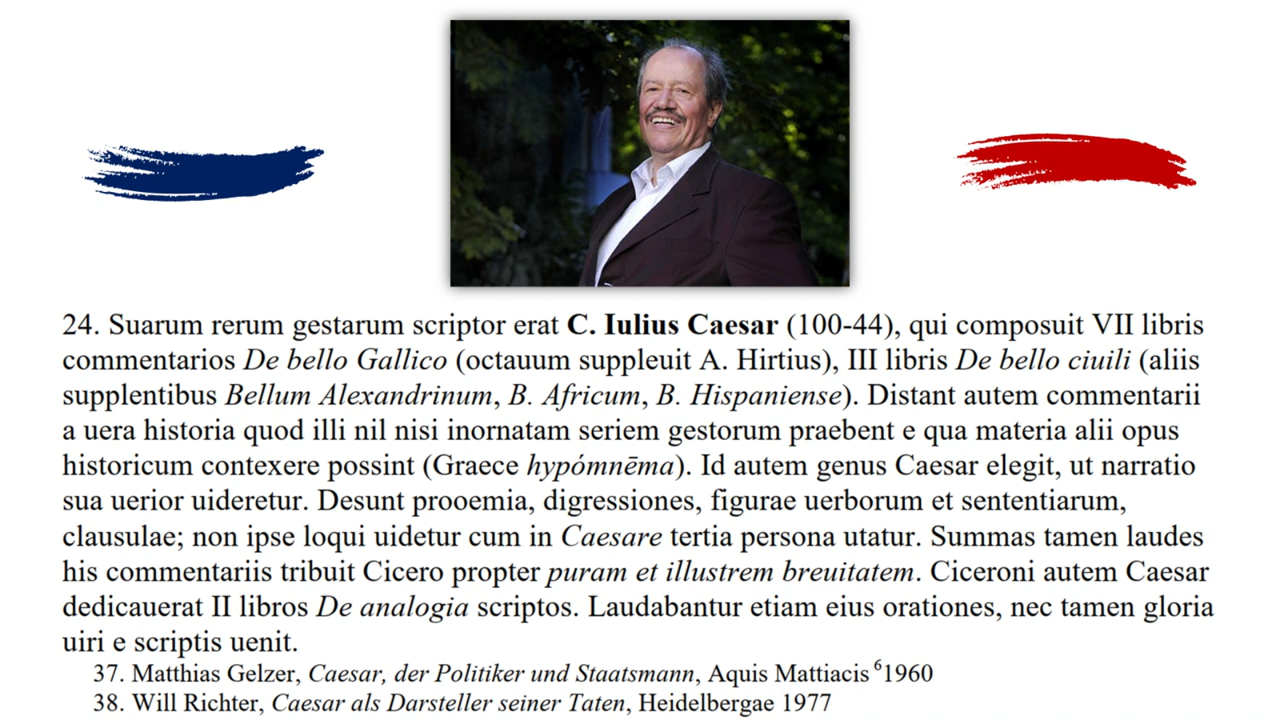 24. Suarum rerum gestarum scriptor erat C. Iulius Caesar (100-44), qui composuit VII libris
commentarios De bello Gallico (octauum suppleuit A. Hirtius), III libris De bello ciuili (aliis
supplentibus Bellum Alexandrinum, B. Africum, B. Hispaniense). Distant autem commentarii
a uera historia quod illi nil nisi inornatam seriem gestorum praebent e qua materia alii opus
historicum contexere possint (Graece hypómnēma). Id autem genus Caesar elegit, ut narratio
sua uerior uideretur. Desunt prooemia, digressiones, figurae uerborum et sententiarum,
clausulae; non ipse loqui uidetur cum in Caesare tertia persona utatur. Summas tamen laudes
his commentariis tribuit Cicero propter puram et illustrem breuitatem. Ciceroni autem Caesar
dedicauerat II libros De analogia scriptos. Laudabantur etiam eius orationes, nec tamen gloria
uiri e scriptis uenit.
37. Matthias Gelzer, Caesar, der Politiker und Staatsmann, Aquis Mattiacis ⁶1960
38. Will Richter, Caesar als Darsteller seiner Taten, Heidelbergae 1977